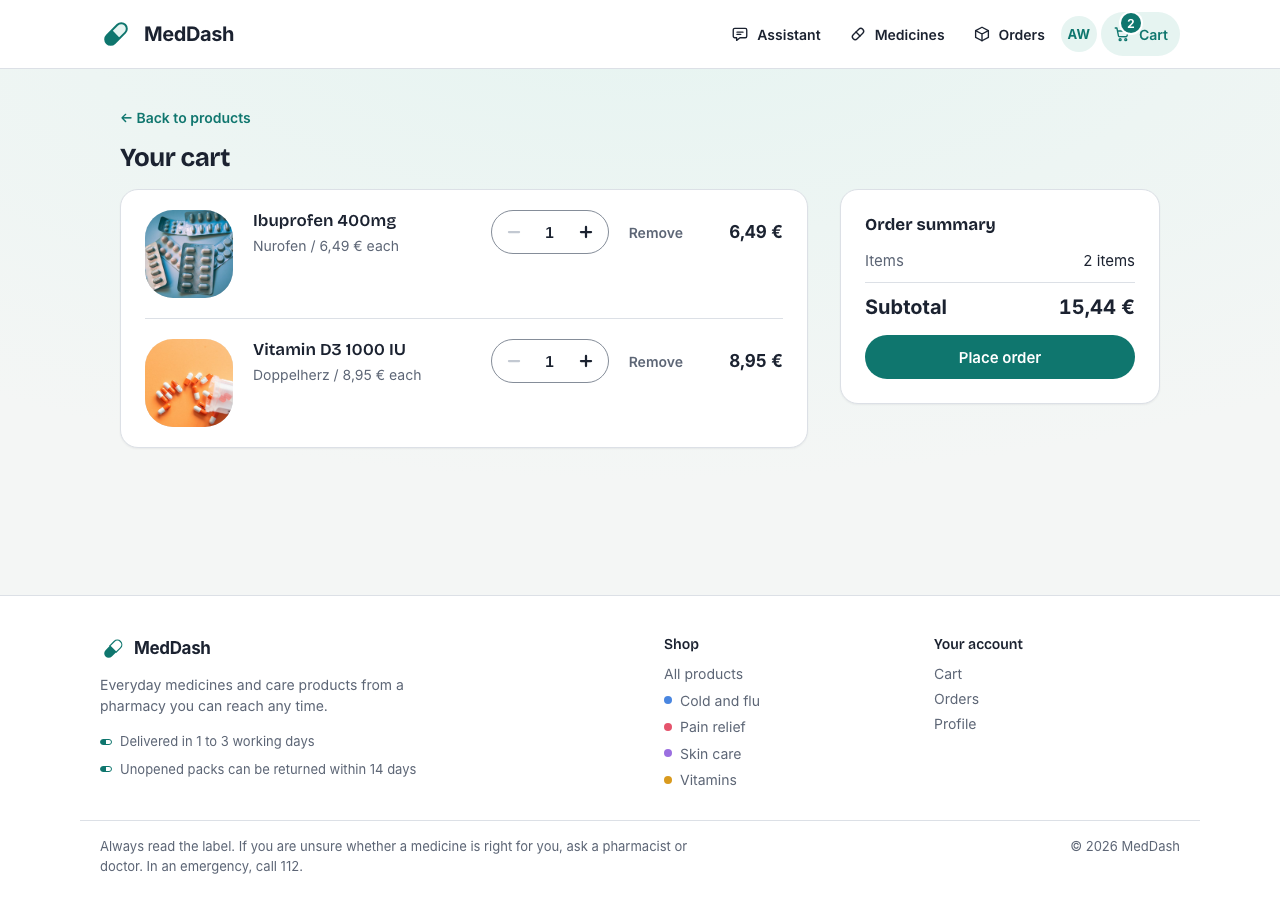 MedDash
Assistant
Medicines
Orders
AW
2
Cart
← Back to products
Your cart
Ibuprofen 400mg
Nurofen / 6,49 € each
− 1 +
Remove
6,49 €
Vitamin D3 1000 IU
Doppelherz / 8,95 € each
− 1 +
Remove
8,95 €
Order summary
Items 2 items
Subtotal 15,44 €
Place order
MedDash
Everyday medicines and care products from a
pharmacy you can reach any time.
Delivered in 1 to 3 working days
Unopened packs can be returned within 14 days
Shop
All products
Cold and flu
Pain relief
Skin care
Vitamins
Your account
Cart
Orders
Profile
Always read the label. If you are unsure whether a medicine is right for you, ask a pharmacist or
doctor. In an emergency, call 112.
© 2026 MedDash